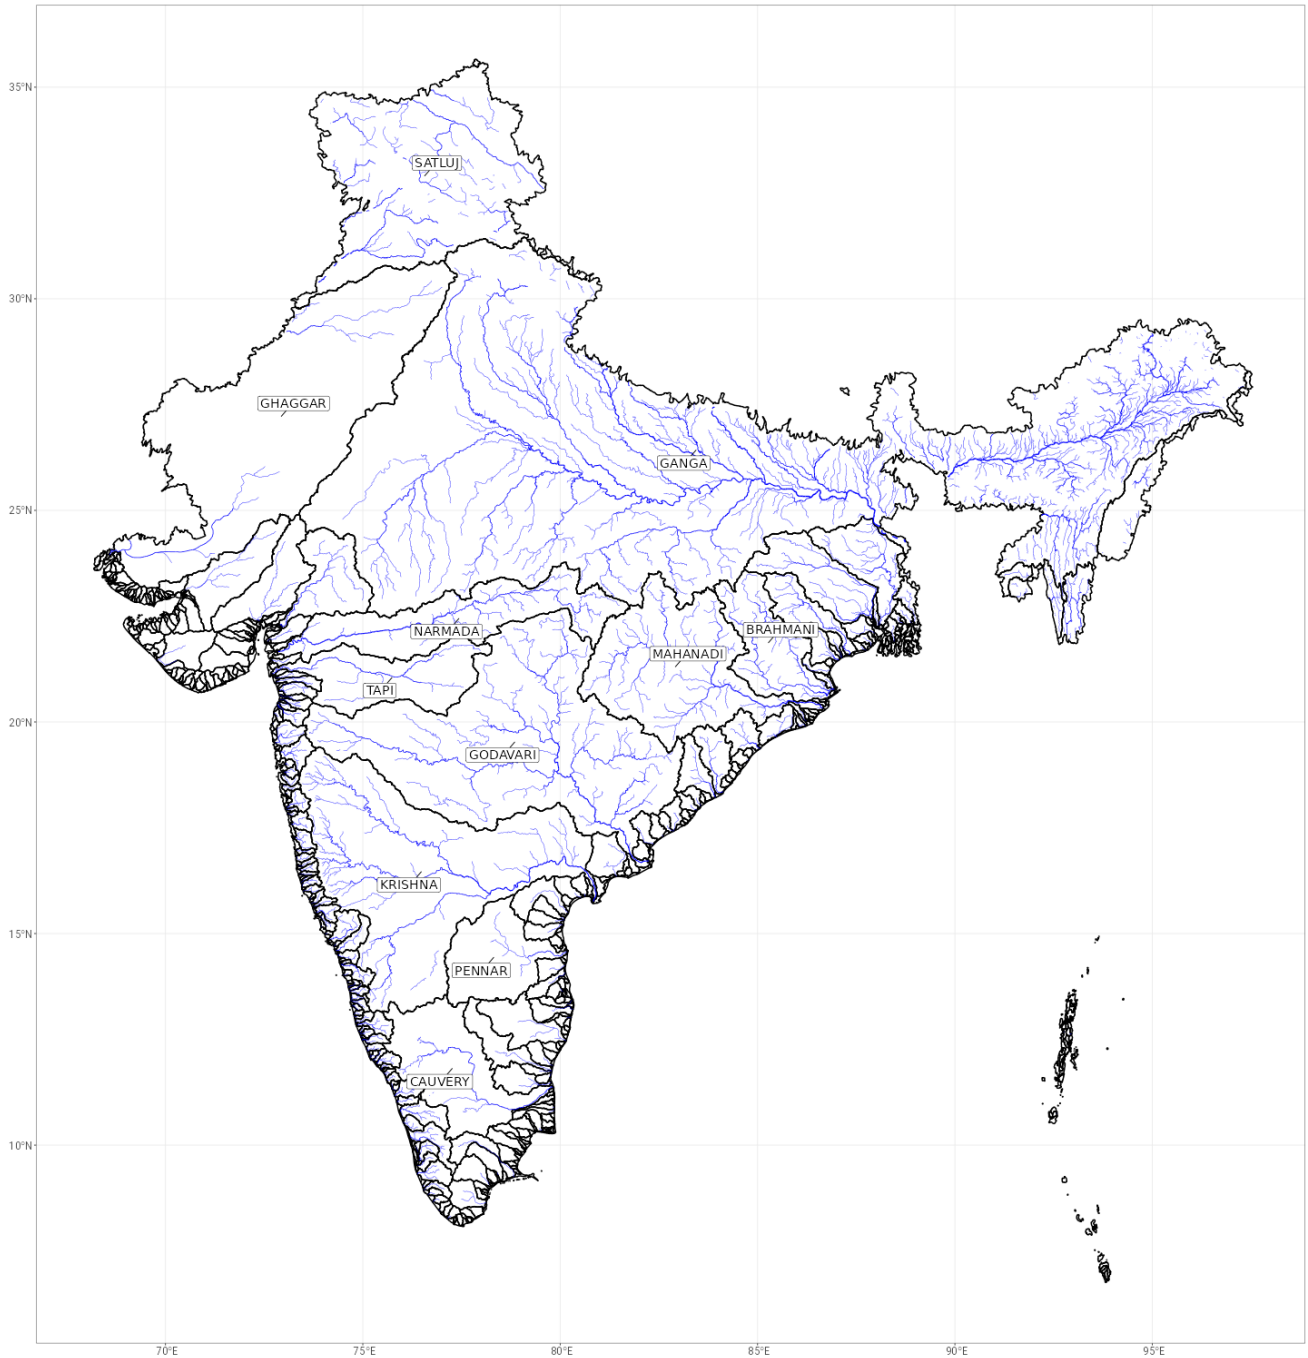 35°N
SATLUJ
30°N
GHAGGAR
GANGA
25°N
NARMADA
BRAHMANI
MAHANADI
TAPI
20°N
GODAVARI
KRISHNA
15°N
PENNAR
CAUVERY
10°N
70°E 75°E 80°E 85°E 90°E 95°E